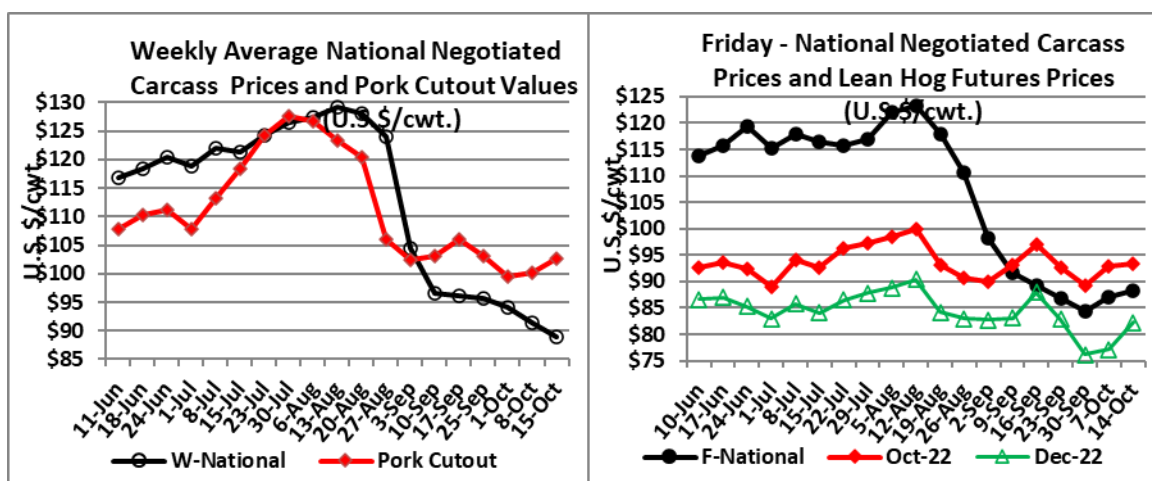 Weekly Average National Negotiated
Carcass Prices and Pork Cutout Values
(U.S. $/cwt.)
U.S. $/cwt.
$130
$125
$120
$115
$110
$105
$100
$95
$90
$85
11-Jun
18-Jun
24-Jun
1-Jul
8-Jul
15-Jul
23-Jul
30-Jul
6-Aug
13-Aug
20-Aug
27-Aug
3-Sep
10-Sep
17-Sep
25-Sep
1-Oct
8-Oct
15-Oct
W-National
Pork Cutout
Friday - National Negotiated Carcass
Prices and Lean Hog Futures Prices
(U.S. $/cwt.)
U.S. $/cwt.
$125
$120
$115
$110
$105
$100
$95
$90
$85
$80
$75
10-Jun
17-Jun
24-Jun
1-Jul
8-Jul
15-Jul
22-Jul
29-Jul
5-Aug
12-Aug
19-Aug
26-Aug
2-Sep
9-Sep
16-Sep
23-Sep
30-Sep
7-Oct
14-Oct
F-National
Oct-22
Dec-22